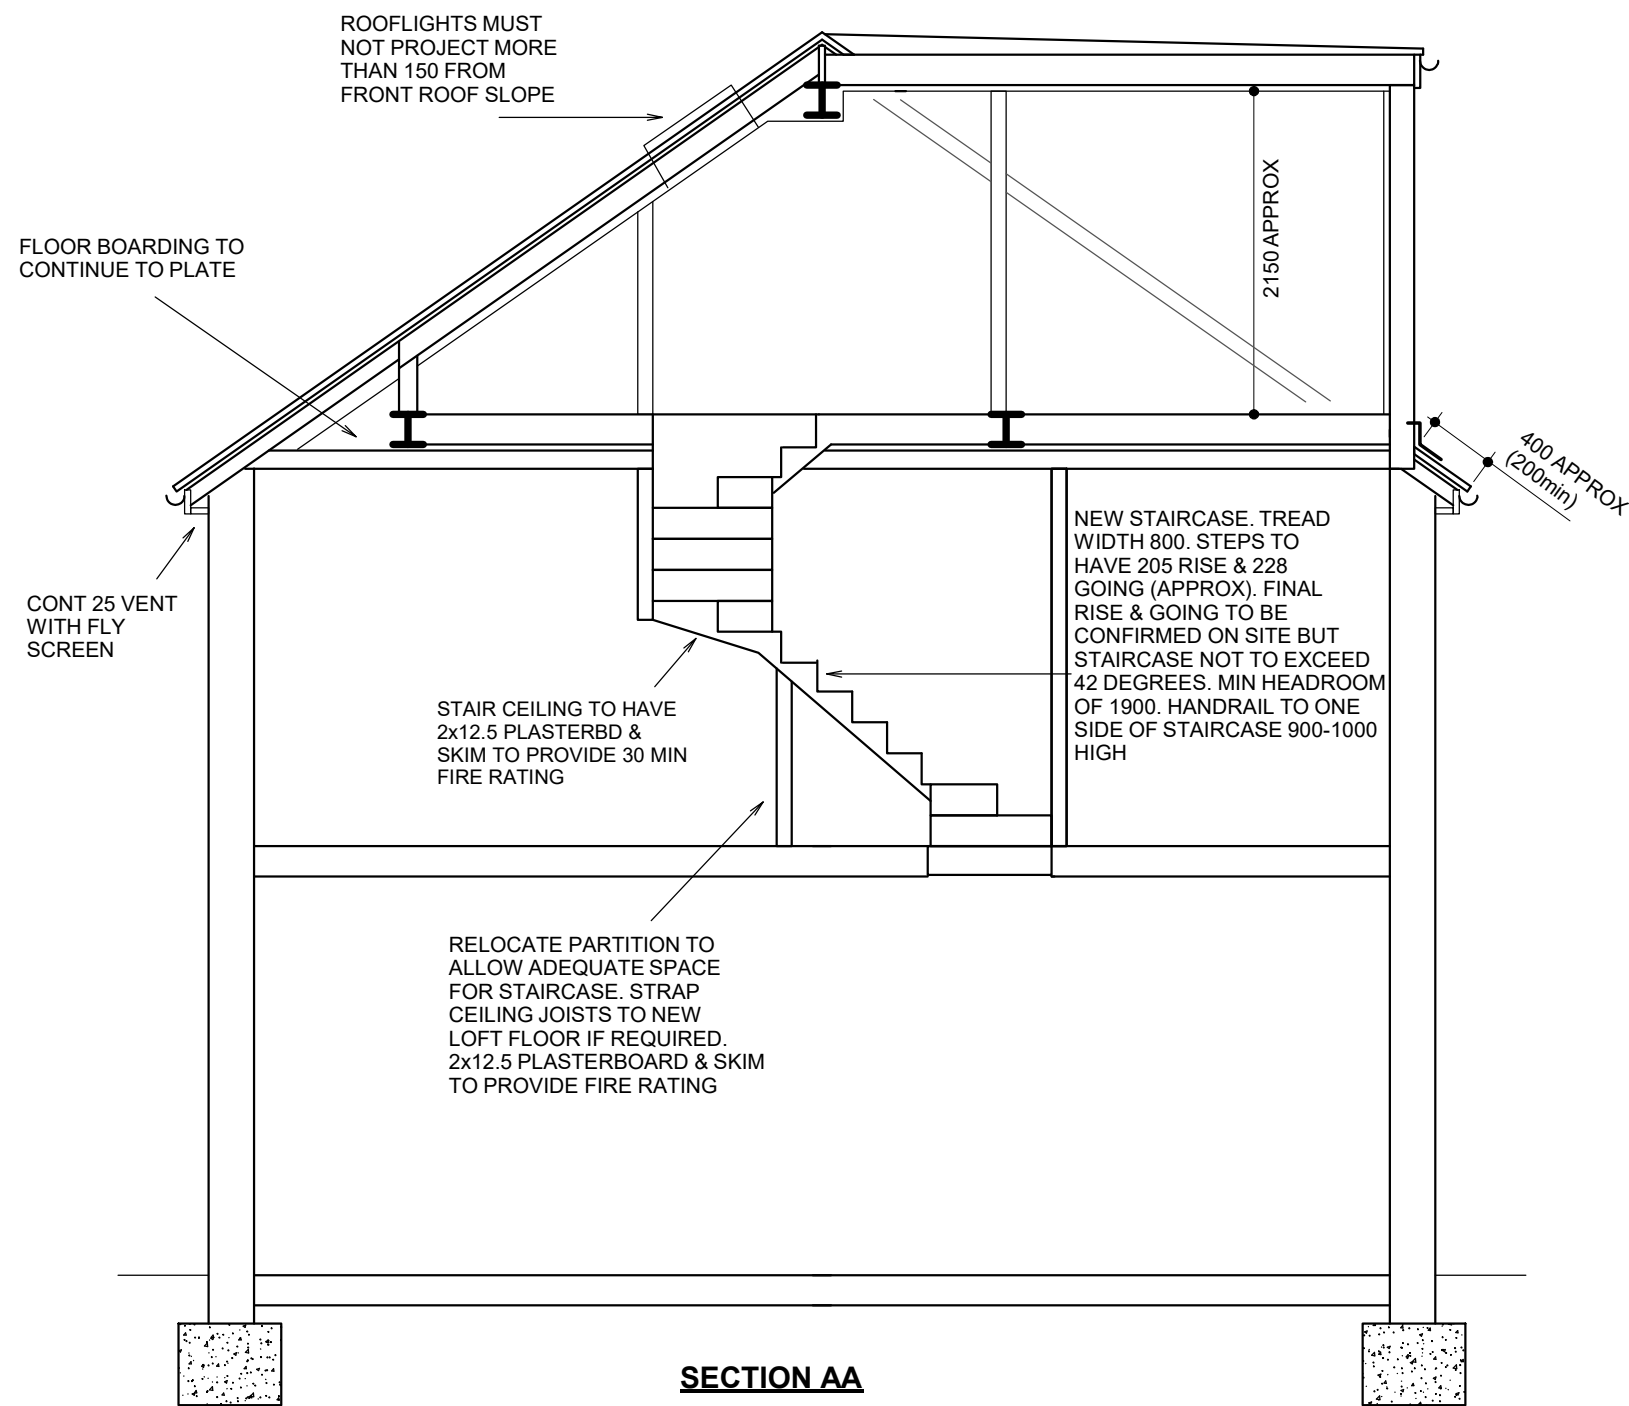 ROOFLIGHTS MUST
NOT PROJECT MORE
THAN 150 FROM
FRONT ROOF SLOPE
FLOOR BOARDING TO
CONTINUE TO PLATE
2150 APPROX
400 APPROX
(200min)
CONT 25 VENT
WITH FLY
SCREEN
NEW STAIRCASE. TREAD
WIDTH 800. STEPS TO
HAVE 205 RISE & 228
GOING (APPROX). FINAL
RISE & GOING TO BE
CONFIRMED ON SITE BUT
STAIRCASE NOT TO EXCEED
42 DEGREES. MIN HEADROOM
OF 1900. HANDRAIL TO ONE
SIDE OF STAIRCASE 900-1000
HIGH
STAIR CEILING TO HAVE
2x12.5 PLASTERBD &
SKIM TO PROVIDE 30 MIN
FIRE RATING
RELOCATE PARTITION TO
ALLOW ADEQUATE SPACE
FOR STAIRCASE. STRAP
CEILING JOISTS TO NEW
LOFT FLOOR IF REQUIRED.
2x12.5 PLASTERBOARD & SKIM
TO PROVIDE FIRE RATING
SECTION AA